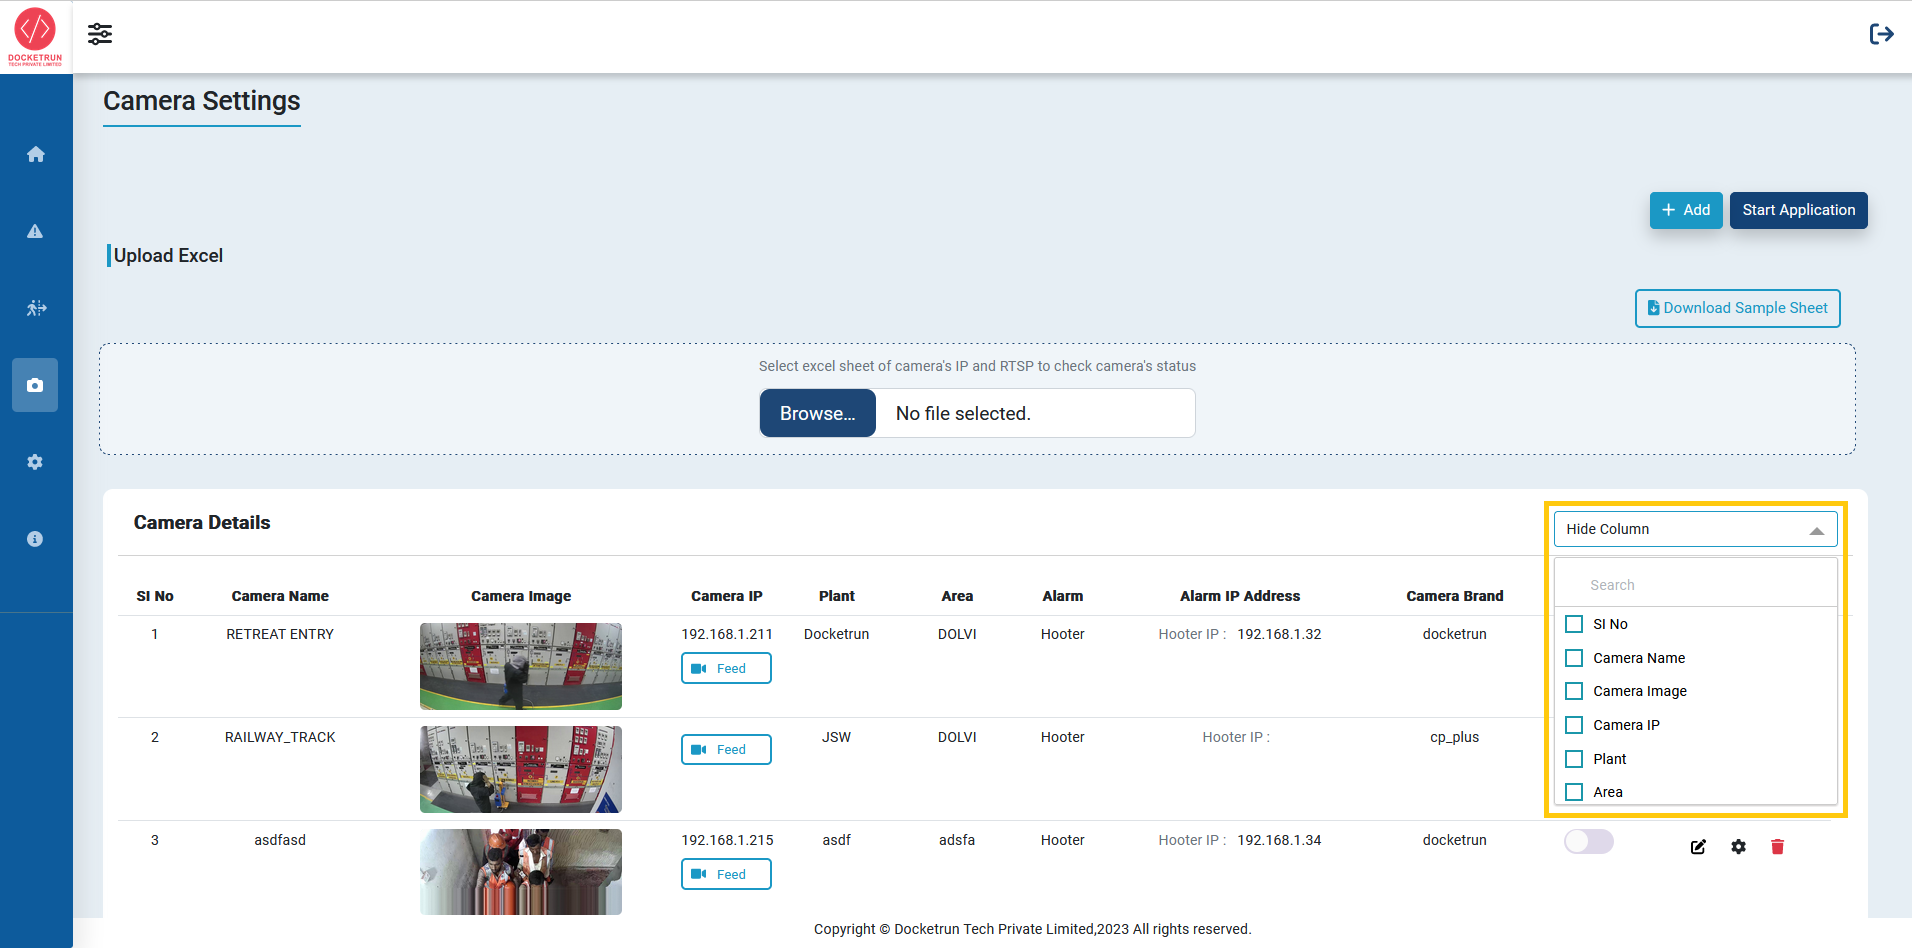 DOCKETRUN
TECH PRIVATE LIMITED
Camera Settings
+ Add
Start Application
Upload Excel
Download Sample Sheet
Select excel sheet of camera's IP and RTSP to check camera's status
Browse... No file selected.
Camera Details
Hide Column
Search
SI No
Camera Name
Camera Image
Camera IP
Plant
Area
SI No Camera Name Camera Image Camera IP Plant Area Alarm Alarm IP Address Camera Brand
1 RETREAT ENTRY 192.168.1.211 Docketrun DOLVI Hooter Hooter IP : 192.168.1.32 docketrun
Feed
2 RAILWAY_TRACK JSW DOLVI Hooter Hooter IP : cp_plus
Feed
3 asdfasd 192.168.1.215 asdf adsfa Hooter Hooter IP : 192.168.1.34 docketrun
Feed
Copyright © Docketrun Tech Private Limited,2023 All rights reserved.